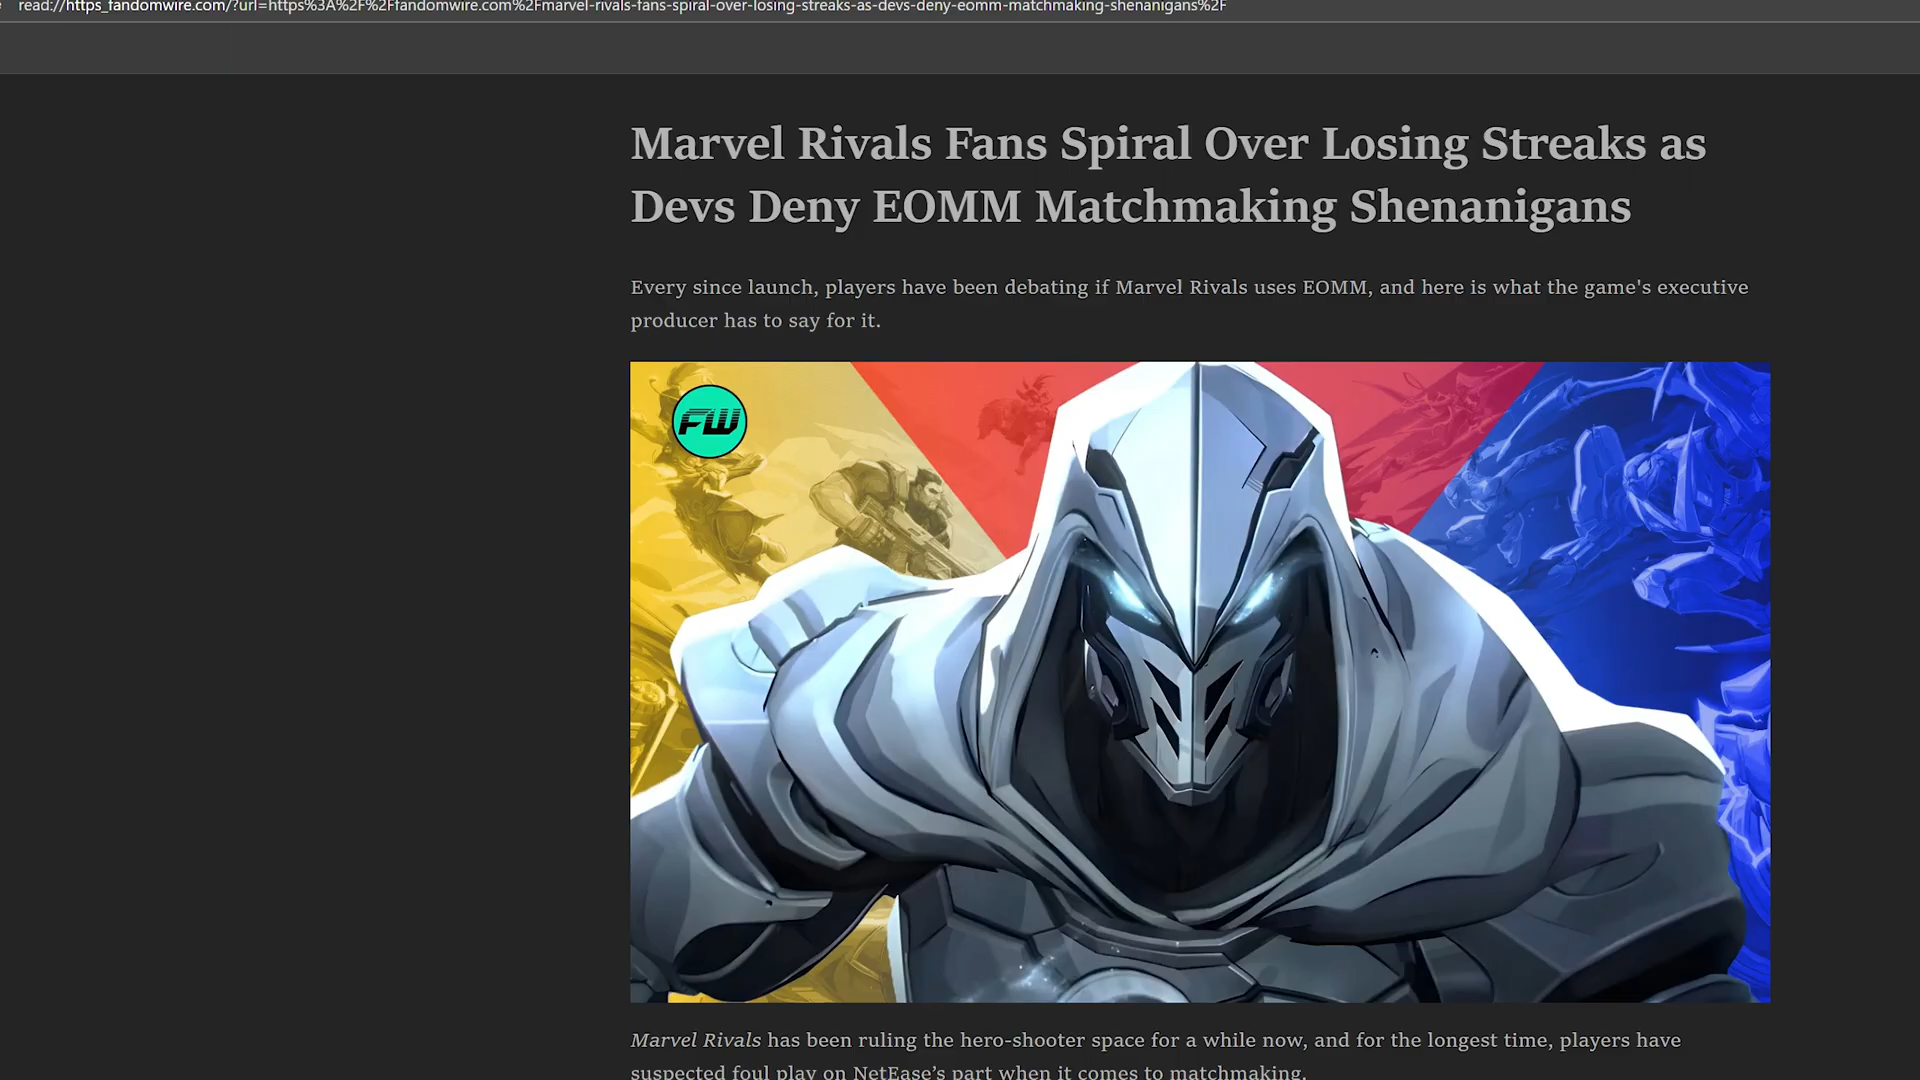 read://https_fandomwire.com/?url=https%3A%2F%2Ffandomwire.com%2Fmarvel-rivals-fans-spiral-over-losing-streaks-as-devs-deny-eomm-matchmaking-shenanigans%2F
Marvel Rivals Fans Spiral Over Losing Streaks as
Devs Deny EOMM Matchmaking Shenanigans
Every since launch, players have been debating if Marvel Rivals uses EOMM, and here is what the game's executive
producer has to say for it.
FW
Marvel Rivals has been ruling the hero-shooter space for a while now, and for the longest time, players have
suspected foul play on NetEase’s part when it comes to matchmaking.